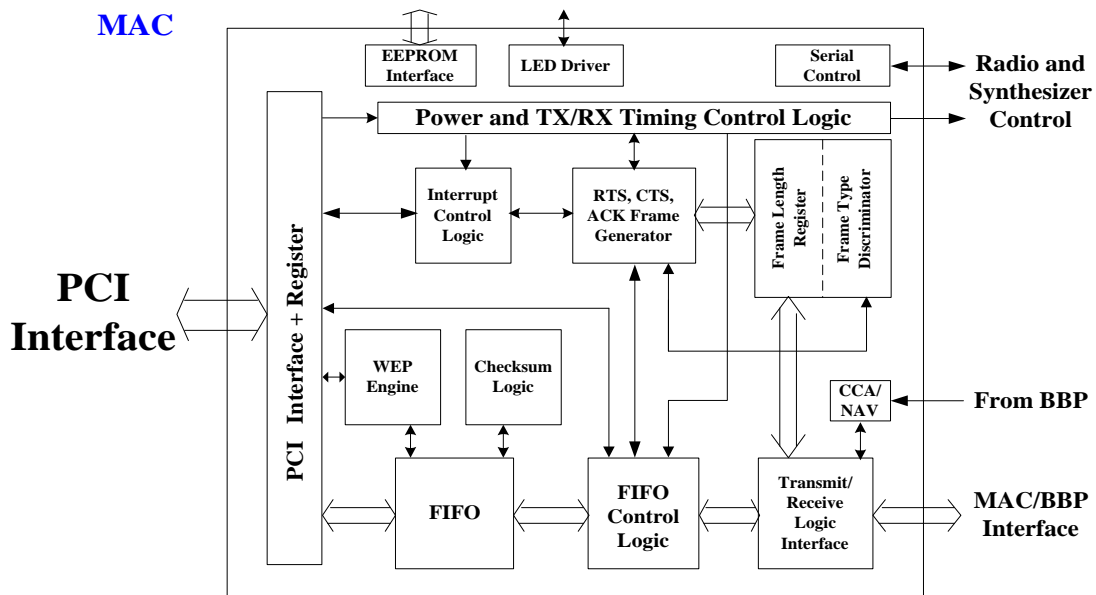 MAC
EEPROM
Interface
LED Driver
Serial
Control
Radio and
Synthesizer
Control
Power and TX/RX Timing Control Logic
Interrupt
Control
Logic
RTS, CTS,
ACK Frame
Generator
Frame Length
Register
Frame Type
Discriminator
PCI
Interface
PCI Interface + Register
WEP
Engine
Checksum
Logic
CCA/
NAV
From BBP
FIFO
FIFO
Control
Logic
Transmit/
Receive
Logic
Interface
MAC/BBP
Interface